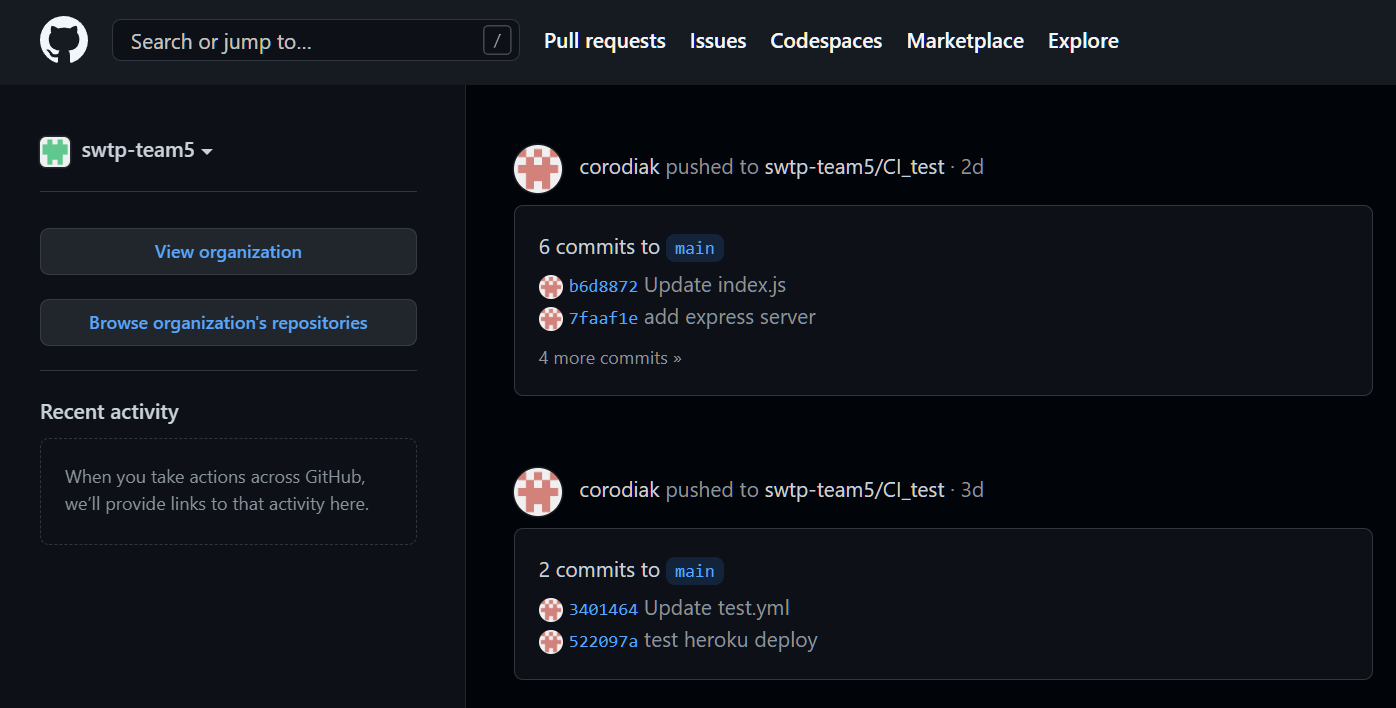 Search or jump to...
/
Pull requests
Issues
Codespaces
Marketplace
Explore
swtp-team5
View organization
Browse organization's repositories
Recent activity
When you take actions across GitHub,
we'll provide links to that activity here.
corodiak pushed to swtp-team5/CI_test · 2d
6 commits to main
b6d8872 Update index.js
7faaf1e add express server
4 more commits »
corodiak pushed to swtp-team5/CI_test · 3d
2 commits to main
3401464 Update test.yml
522097a test heroku deploy